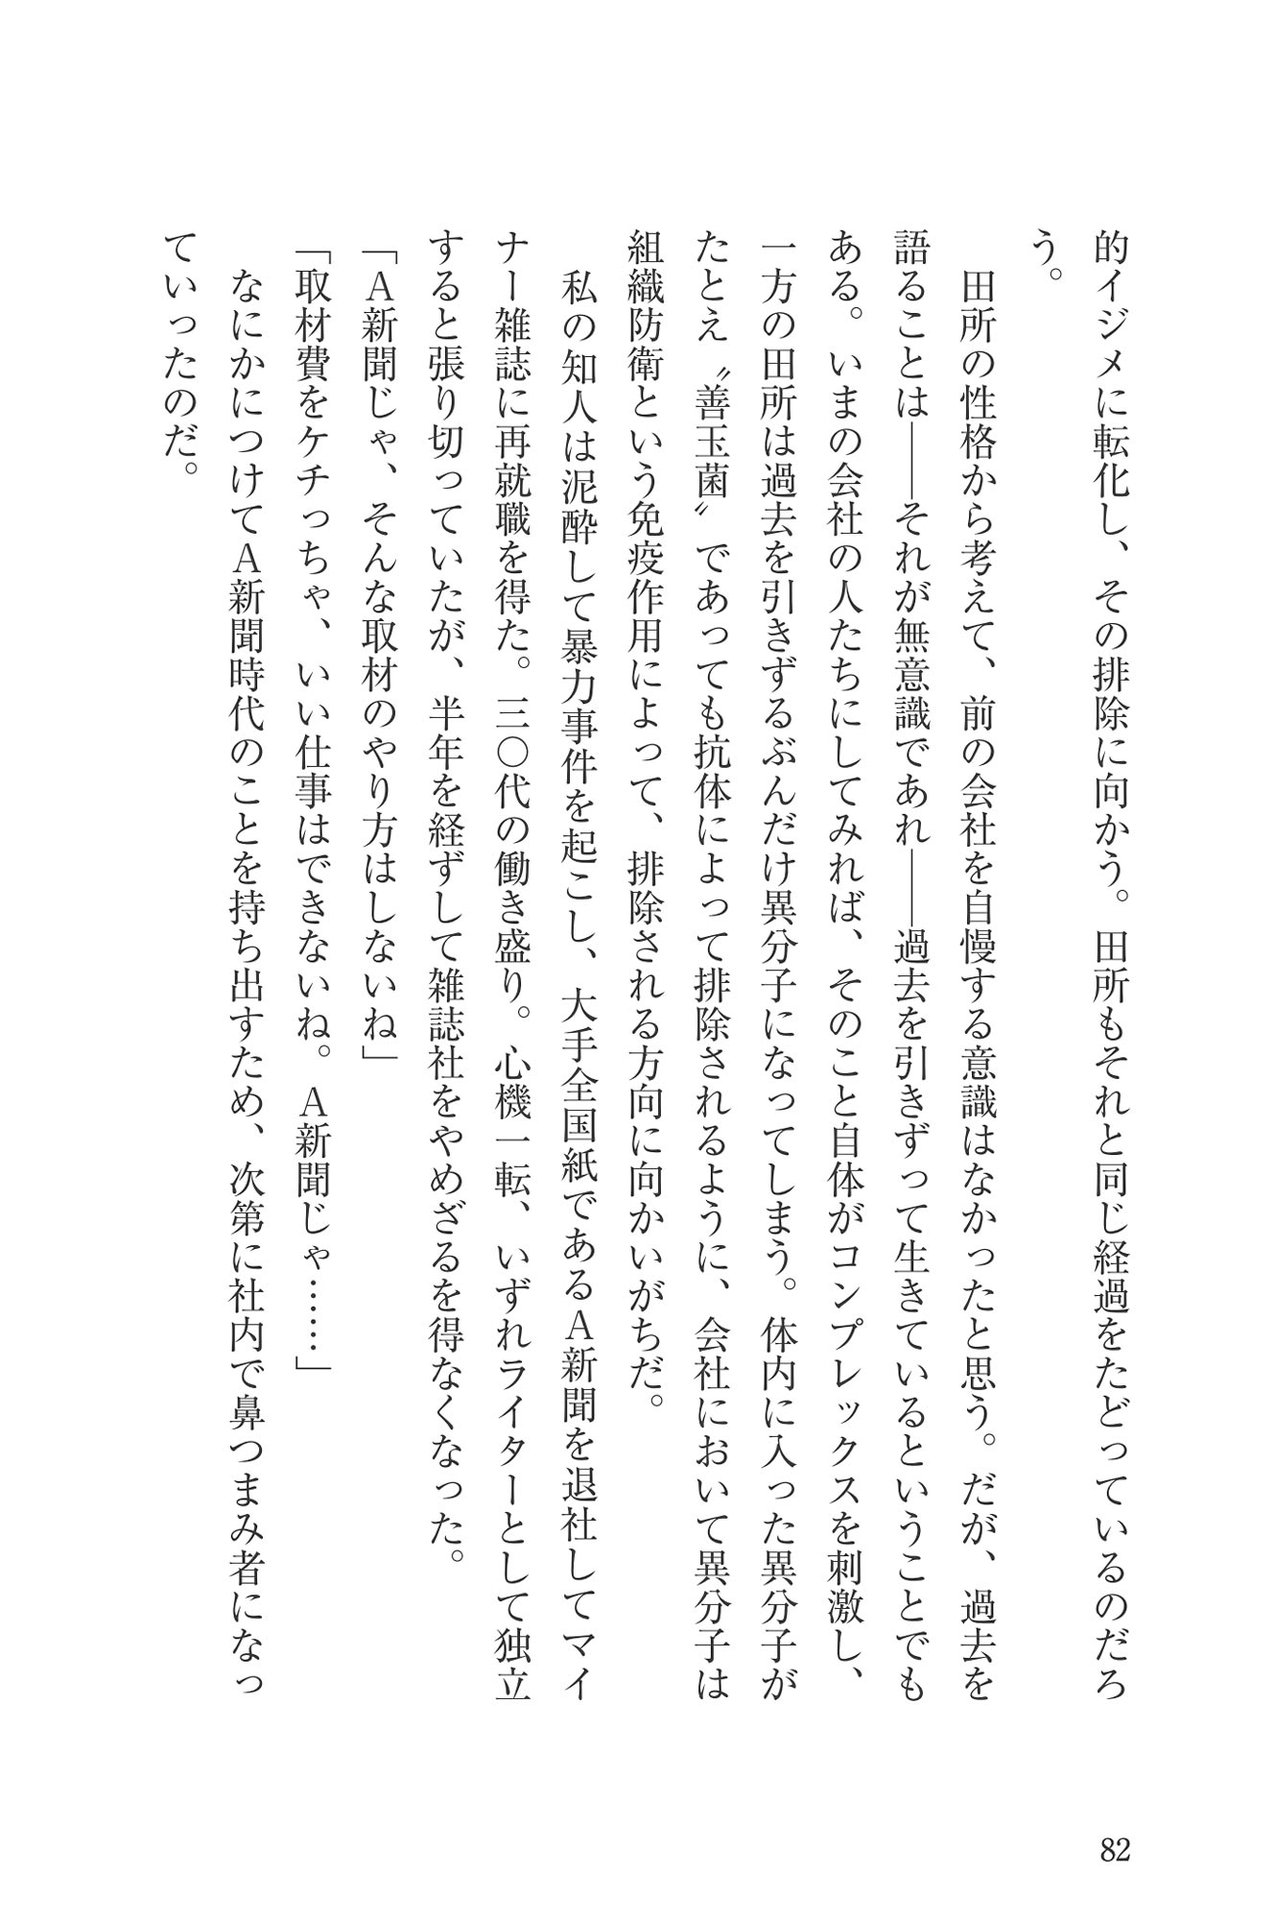 的イジメに転化し、その排除に向かう。田所もそれと同じ経過をたどっているのだろ
う。
　田所の性格から考えて、前の会社を自慢する意識はなかったと思う。だが、過去を
語ることは――それが無意識であれ――過去を引きずって生きているということでも
ある。いまの会社の人たちにしてみれば、そのこと自体がコンプレックスを刺激し、
一方の田所は過去を引きずるぶんだけ異分子になってしまう。体内に入った異分子が
たとえ〝善玉菌〟であっても抗体によって排除されるように、会社において異分子は
組織防衛という免疫作用によって、排除される方向に向かいがちだ。
　私の知人は泥酔して暴力事件を起こし、大手全国紙であるＡ新聞を退社してマイ
ナー雑誌に再就職を得た。三〇代の働き盛り。心機一転、いずれライターとして独立
すると張り切っていたが、半年を経ずして雑誌社をやめざるを得なくなった。
「Ａ新聞じゃ、そんな取材のやり方はしないね」
「取材費をケチっちゃ、いい仕事はできないね。Ａ新聞じゃ……」
　なにかにつけてＡ新聞時代のことを持ち出すため、次第に社内で鼻つまみ者になっ
ていったのだ。
82